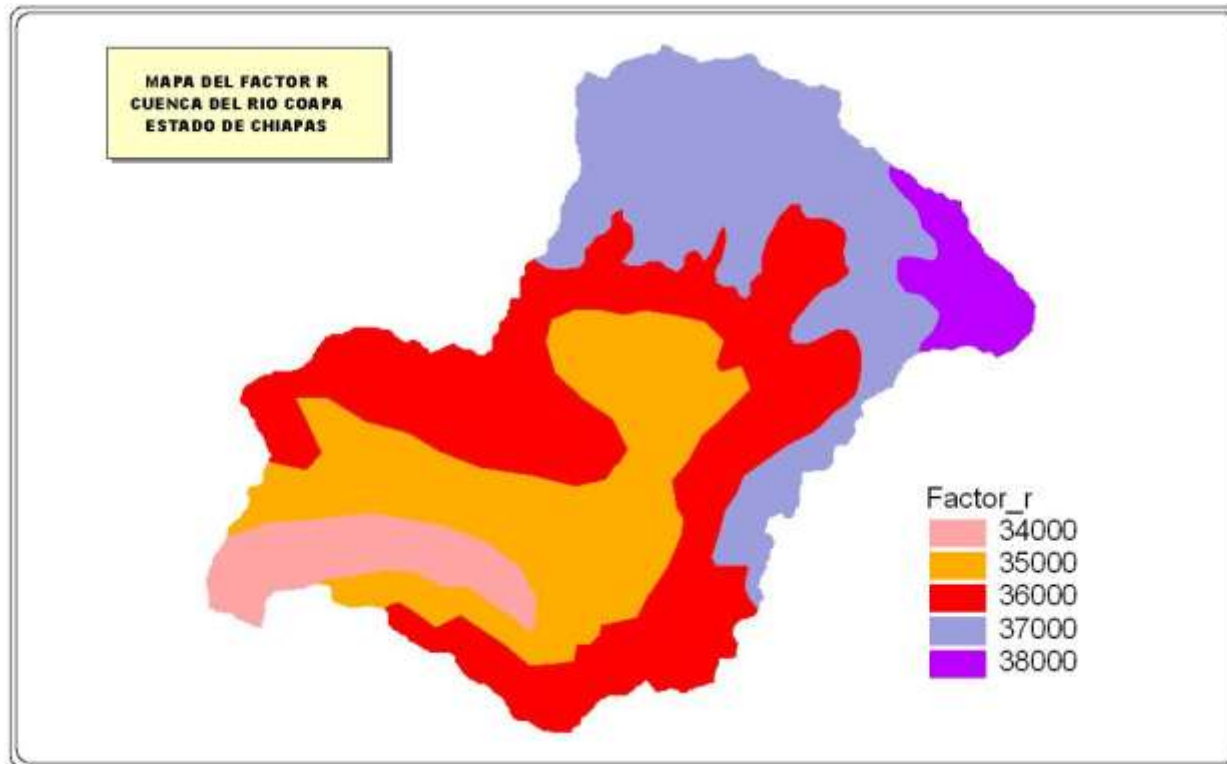 MAPA DEL FACTOR R
CUENCA DEL RIO COAPA
ESTADO DE CHIAPAS
Factor_r
34000
35000
36000
37000
38000